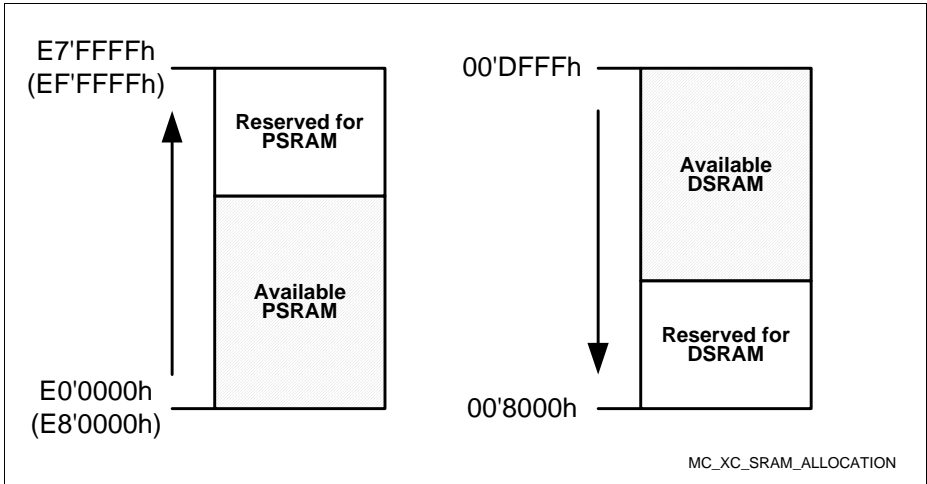 E7'FFFFh
(EF'FFFFh)
Reserved for
PSRAM
Available
PSRAM
E0'0000h
(E8'0000h)
00'DFFFh
Available
DSRAM
Reserved for
DSRAM
00'8000h
MC_XC_SRAM_ALLOCATION